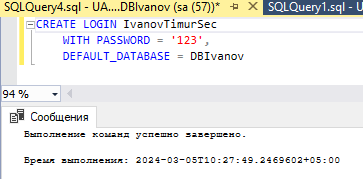 SQLQuery4.sql - UA....DBIvanov (sa (57))*
SQLQuery1.sql - U
CREATE LOGIN IvanovTimurSec
WITH PASSWORD = '123',
DEFAULT_DATABASE = DBIvanov
94 %
Сообщения
Выполнение команд успешно завершено.
Время выполнения: 2024-03-05T10:27:49.2469602+05:00